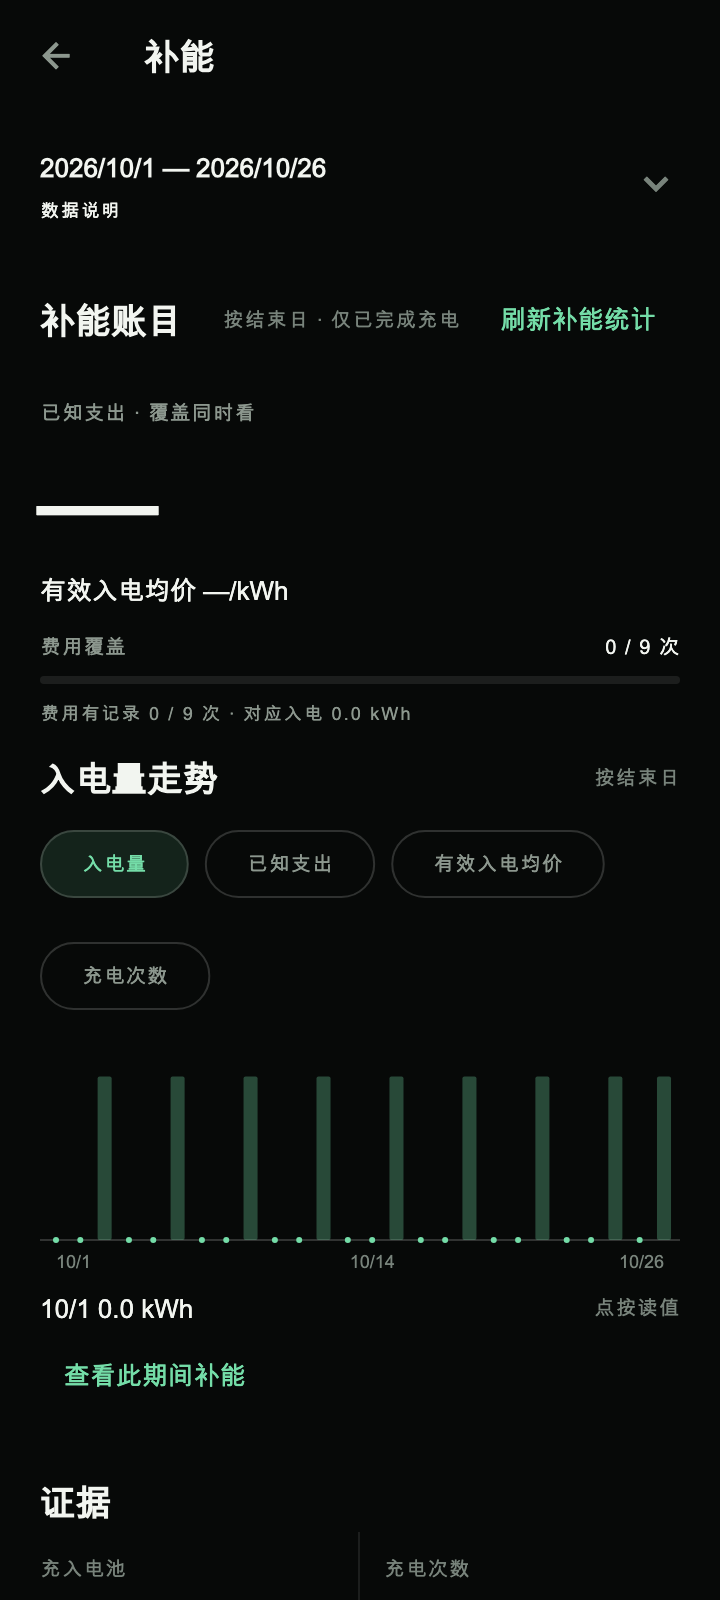 补能
2026/10/1 — 2026/10/26
数据说明
补能账目 按结束日 · 仅已完成充电 刷新补能统计
已知支出 · 覆盖同时看
—
有效入电均价 —/kWh
费用覆盖 0 / 9 次
费用有记录 0 / 9 次 · 对应入电 0.0 kWh
入电量走势 按结束日
入电量 已知支出 有效入电均价
充电次数
10/1 10/14 10/26
10/1 0.0 kWh 点按读值
查看此期间补能
证据
充入电池 充电次数